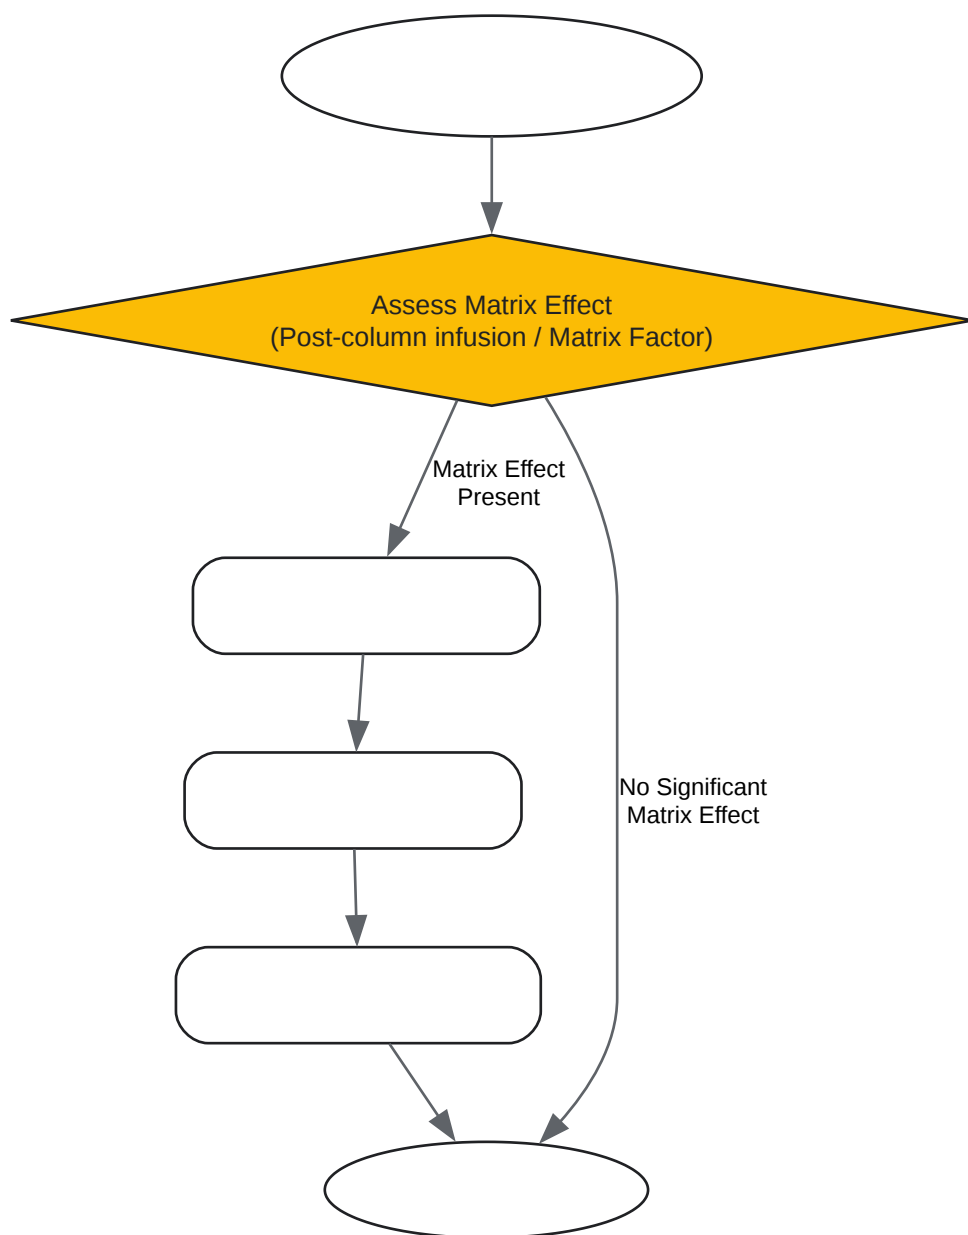 Assess Matrix Effect
(Post-column infusion / Matrix Factor)
Matrix Effect
Present
No Significant
Matrix Effect